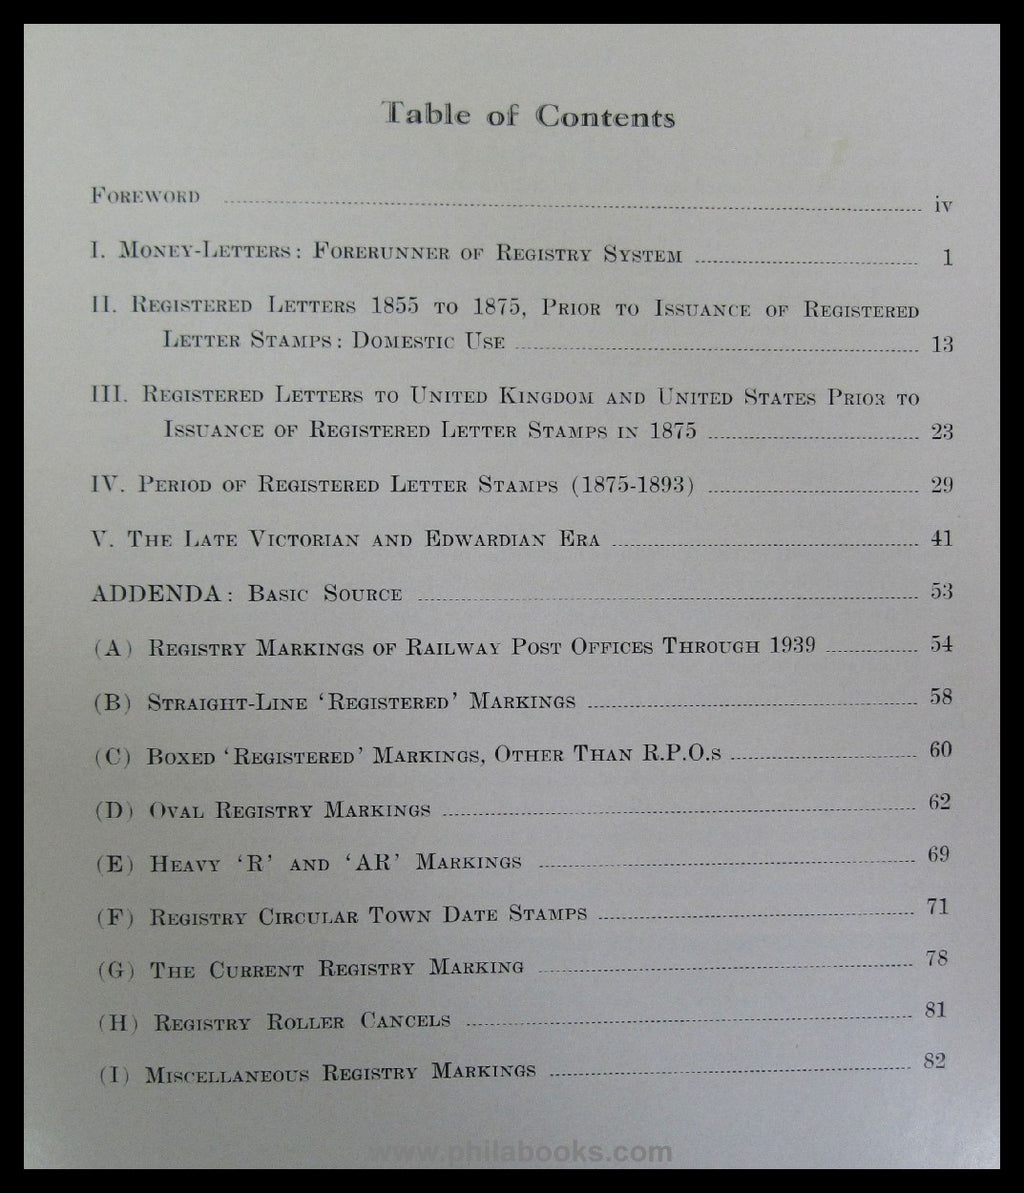 Table of Contents
Foreword ... iv
I. Money-Letters: Forerunner of Registry System ... 1
II. Registered Letters 1855 to 1875, Prior to Issuance of Registered
Letter Stamps: Domestic Use ... 13
III. Registered Letters to United Kingdom and United States Prior to
Issuance of Registered Letter Stamps in 1875 ... 23
IV. Period of Registered Letter Stamps (1875-1893) ... 29
V. The Late Victorian and Edwardian Era ... 41
ADDENDA: Basic Source ... 53
(A) Registry Markings of Railway Post Offices Through 1939 ... 54
(B) Straight-Line ‘Registered’ Markings ... 58
(C) Boxed ‘Registered’ Markings, Other Than R.P.O.s ... 60
(D) Oval Registry Markings ... 62
(E) Heavy ‘R’ and ‘AR’ Markings ... 69
(F) Registry Circular Town Date Stamps ... 71
(G) The Current Registry Marking ... 78
(H) Registry Roller Cancels ... 81
(I) Miscellaneous Registry Markings ... 82
www.philabooks.com